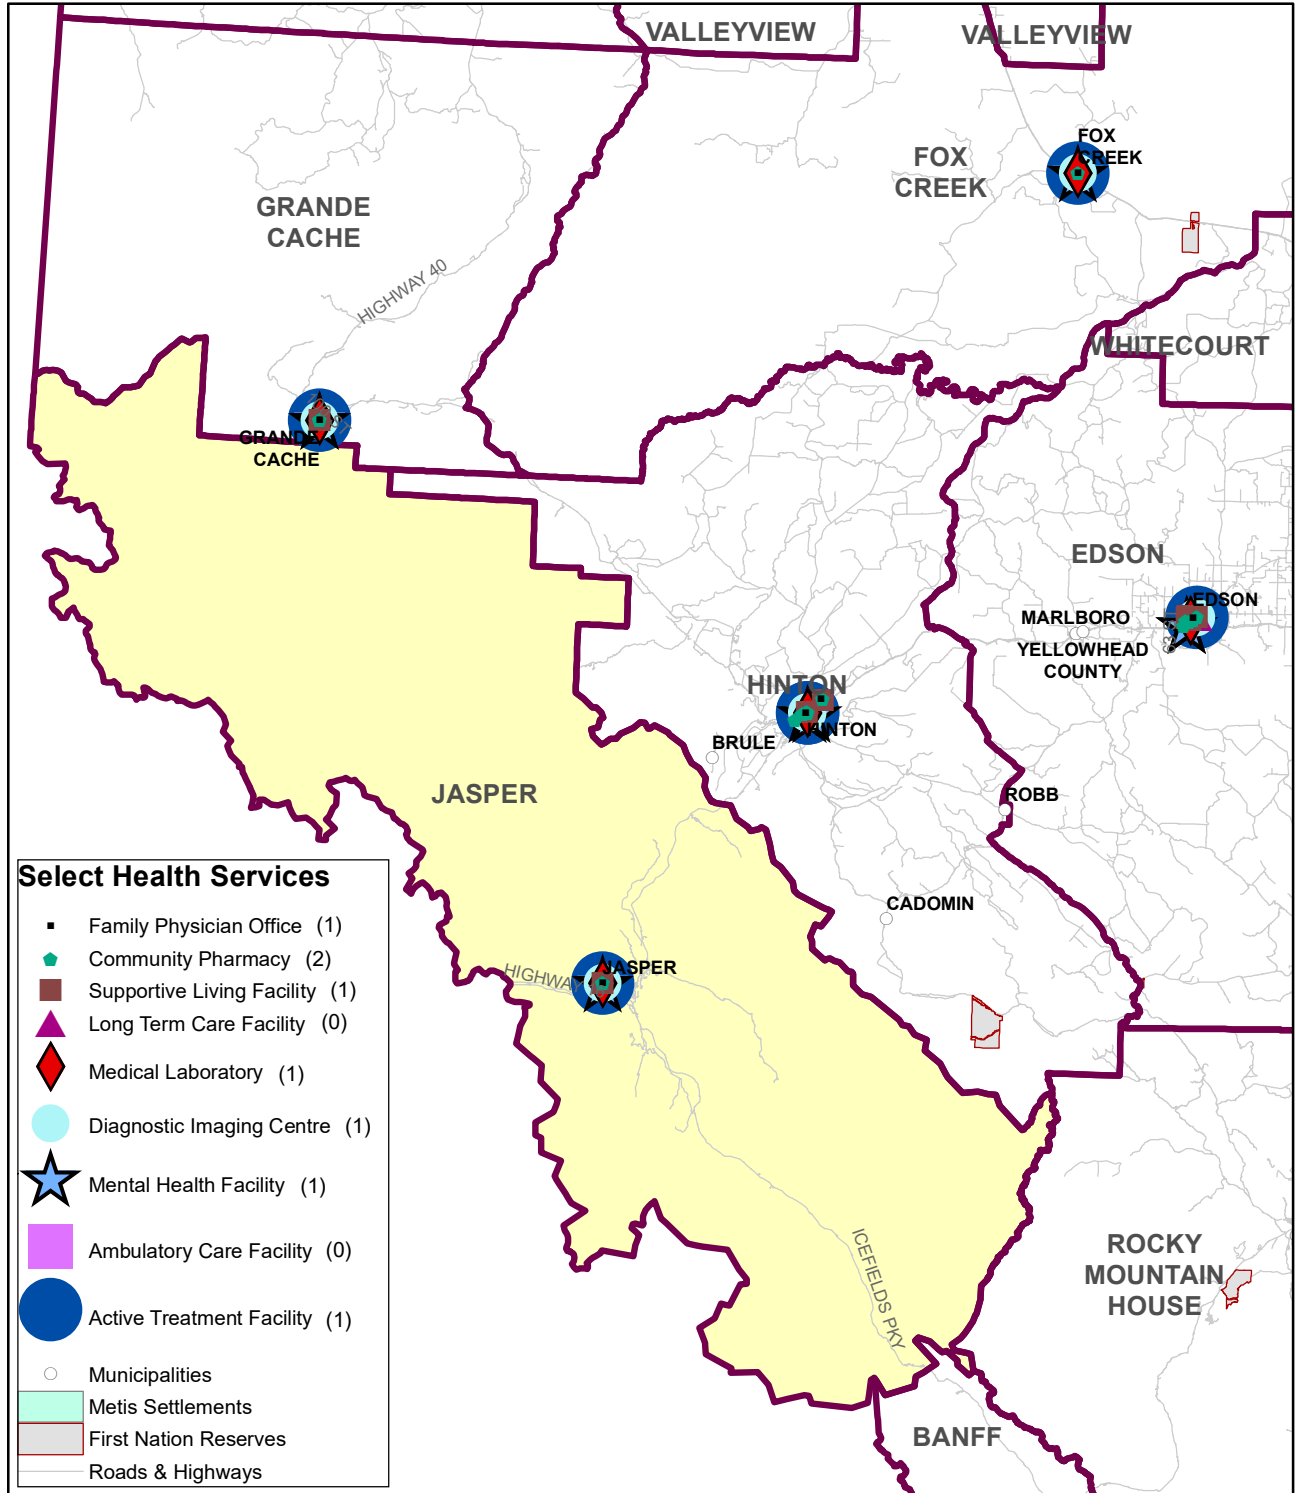 VALLEYVIEW
VALLEYVIEW
FOX
CREEK
FOX
CREEK
GRANDE
CACHE
HIGHWAY 40
WHITECOURT
GRANDE
CACHE
EDSON
EDSON
MARLBORO
YELLOWHEAD
COUNTY
HINTON
HINTON
BRULE
JASPER
ROBB
CADOMIN
HIGHWAY
JASPER
ICEFIELDS PKY
ROCKY
MOUNTAIN
HOUSE
BANFF
Select Health Services
Family Physician Office (1)
Community Pharmacy (2)
Supportive Living Facility (1)
Long Term Care Facility (0)
Medical Laboratory (1)
Diagnostic Imaging Centre (1)
Mental Health Facility (1)
Ambulatory Care Facility (0)
Active Treatment Facility (1)
Municipalities
Metis Settlements
First Nation Reserves
Roads & Highways